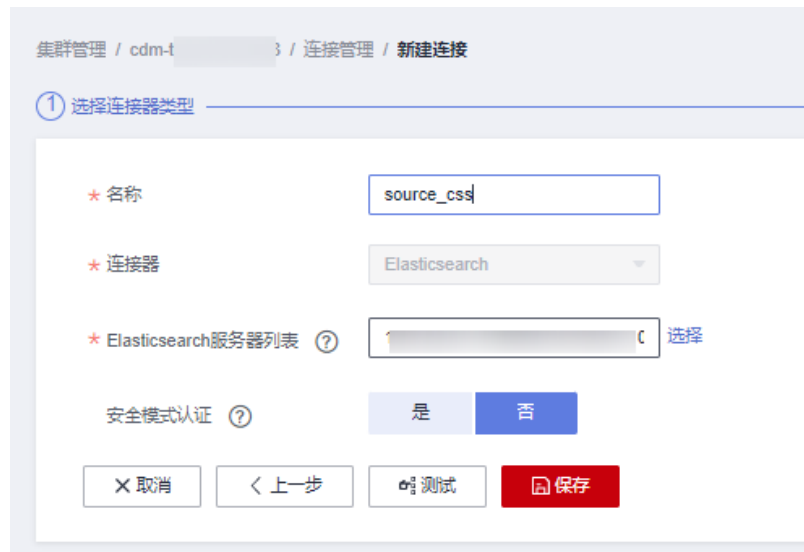 集群管理 / cdm-t 3 / 连接管理 / 新建连接
1 选择连接器类型
* 名称 source_css
* 连接器 Elasticsearch
* Elasticsearch服务器列表 ? 选择
安全模式认证 ? 是 否
取消 上一步 测试 保存